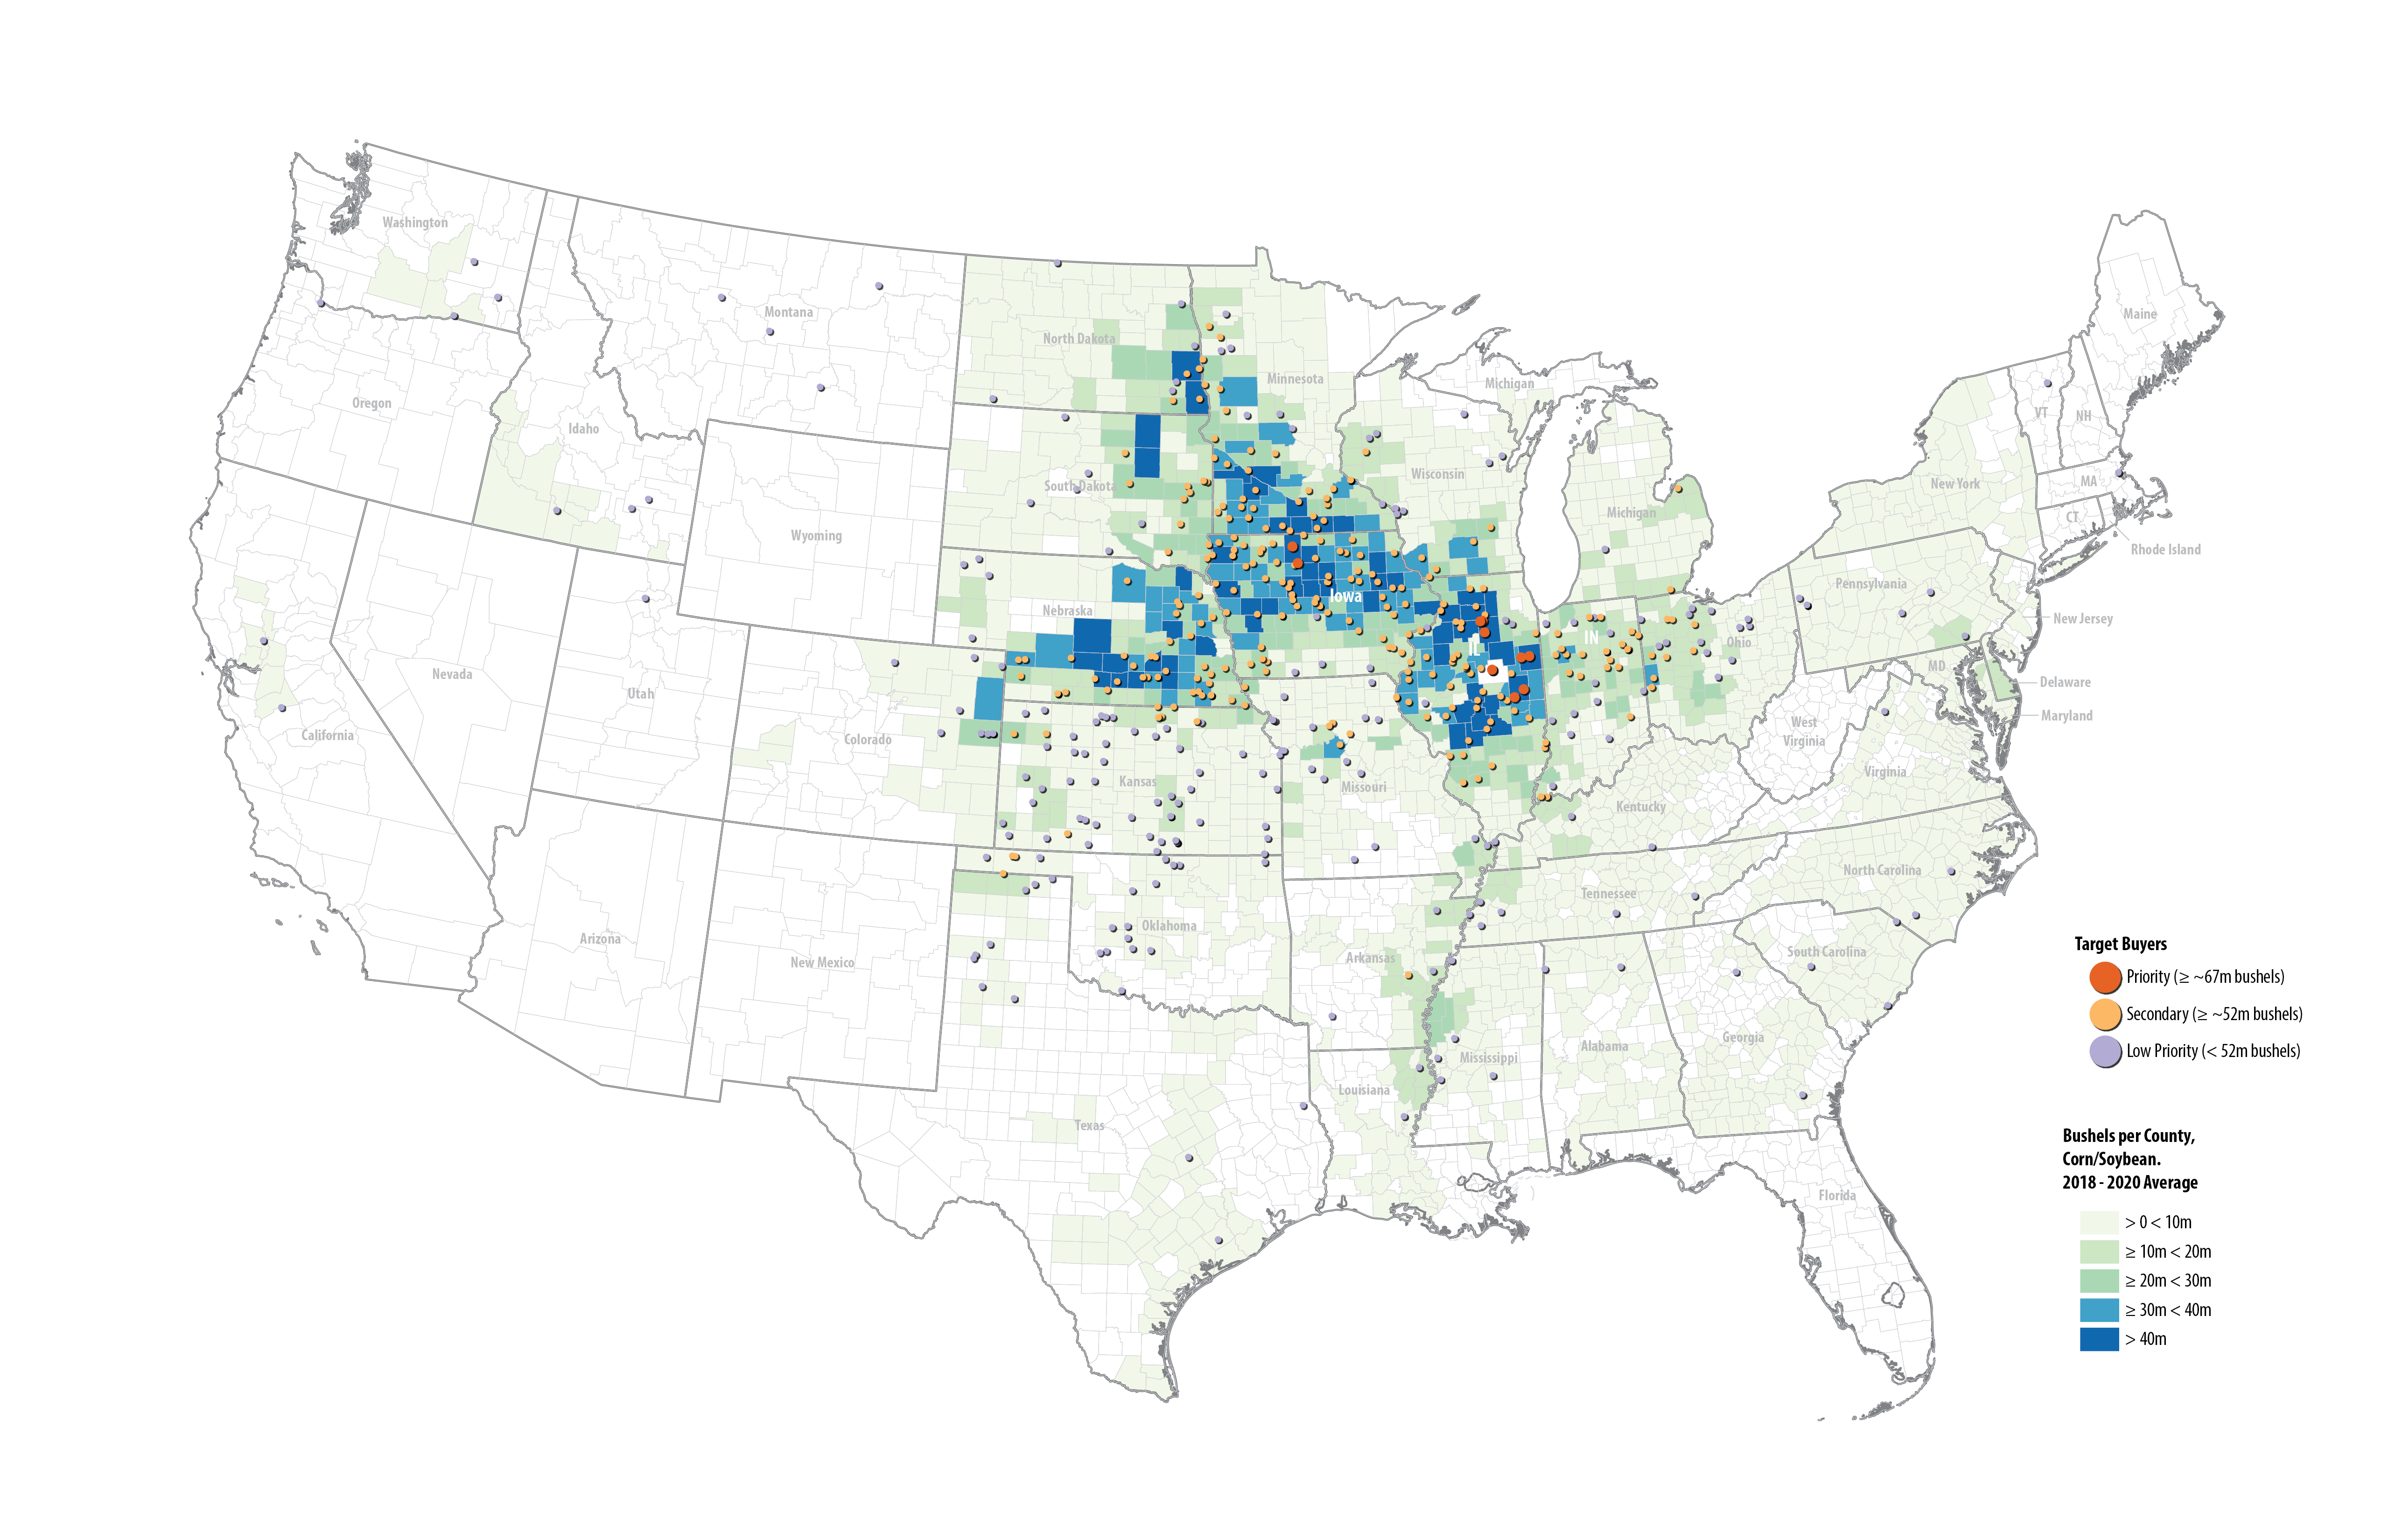 Washington
Montana
North Dakota
Minnesota
Michigan
Maine
Oregon
Idaho
South Dakota
Wisconsin
Michigan
New York
VT
NH
MA
CT
Rhode Island
Wyoming
Nebraska
Iowa
IL
IN
Ohio
Pennsylvania
New Jersey
MD
Delaware
Maryland
California
Nevada
Utah
Colorado
Kansas
Missouri
Kentucky
West
Virginia
Virginia
Arizona
New Mexico
Oklahoma
Arkansas
Tennessee
North Carolina
South Carolina
Texas
Louisiana
Mississippi
Alabama
Georgia
Florida
Target Buyers
Priority (≥ ~67m bushels)
Secondary (≥ ~52m bushels)
Low Priority (< 52m bushels)
Bushels per County,
Corn/Soybean.
2018 - 2020 Average
> 0 < 10m
≥ 10m < 20m
≥ 20m < 30m
≥ 30m < 40m
> 40m